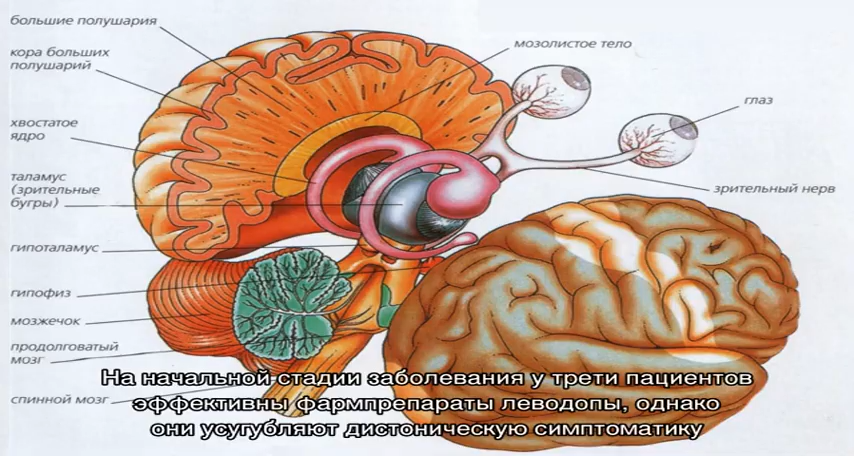 большие полушария
кора больших
полушарий
хвостатое
ядро
таламус
(зрительные
бугры)
гипоталамус
гипофиз
мозжечок
продолговатый
мозг
спинной мозг
мозолистое тело
глаз
зрительный нерв
На начальной стадии заболевания у трети пациентов
эффективны фармпрепараты леводопы, однако
они усугубляют дистоническую симптоматику